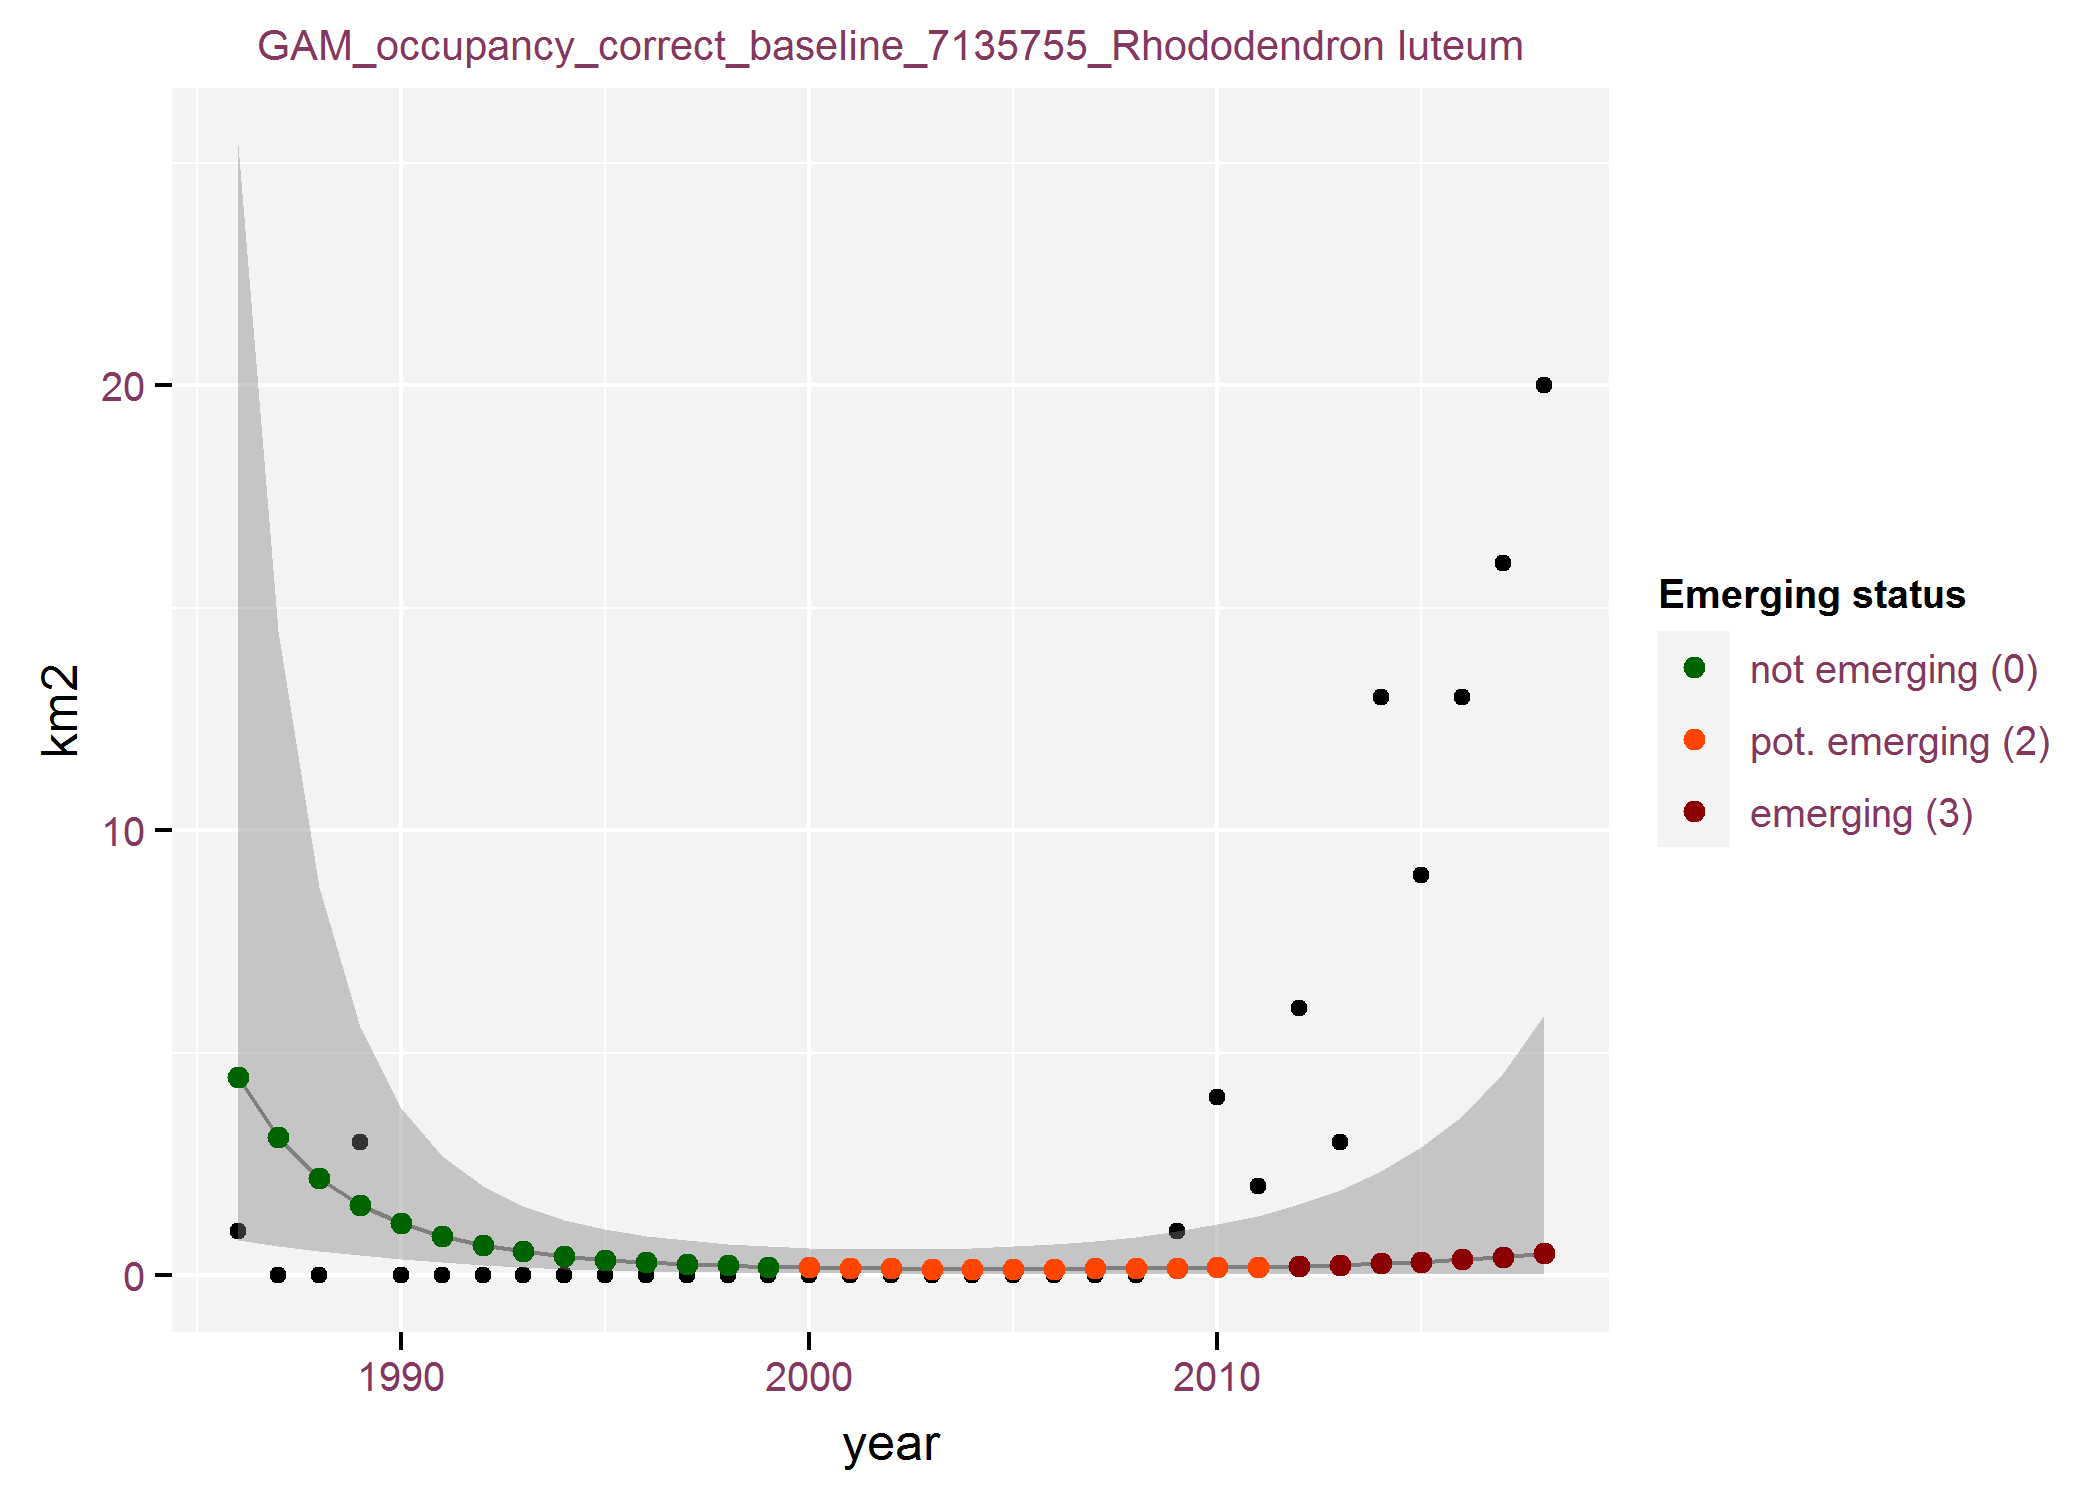 GAM_occupancy_correct_baseline_7135755_Rhododendron luteum
km2
20
10
0
1990
2000
2010
year
Emerging status
not emerging (0)
pot. emerging (2)
emerging (3)